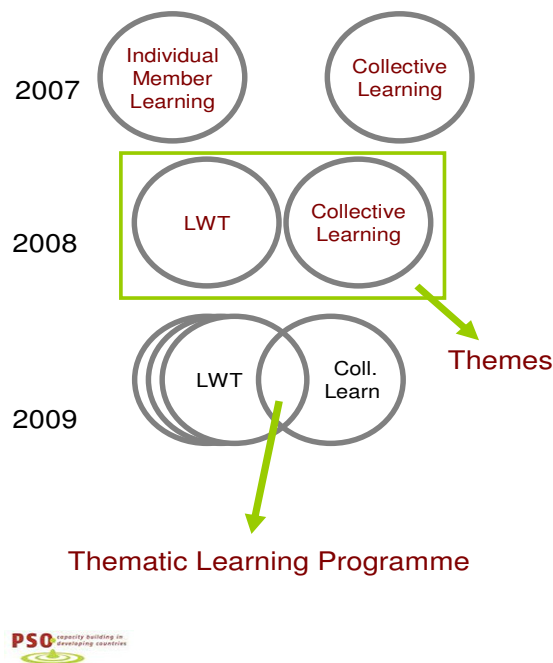 2007
Individual
Member
Learning
Collective
Learning
2008
LWT
Collective
Learning
Themes
2009
LWT
Coll.
Learn
Thematic Learning Programme
PSO capacity building in
developing countries